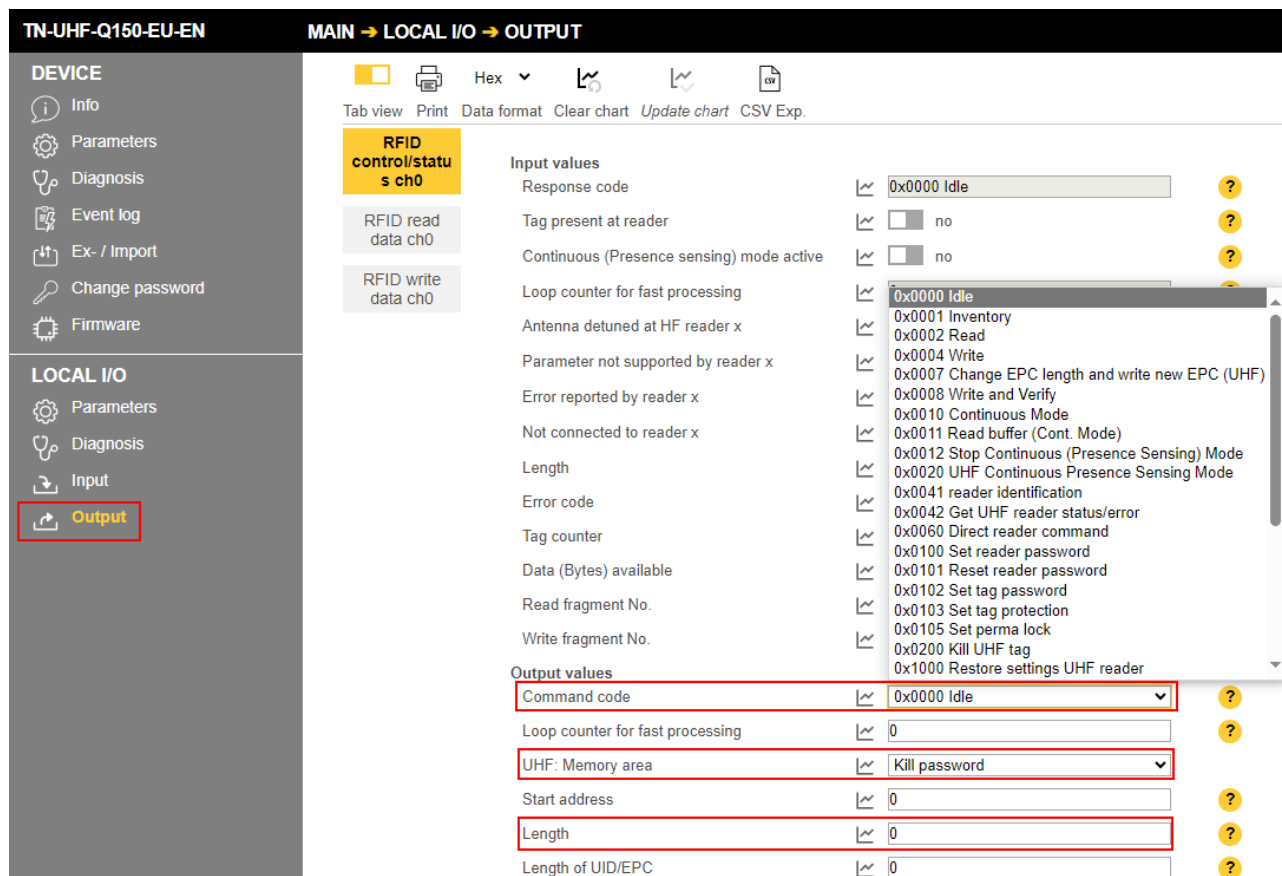 TN-UHF-Q150-EU-EN
MAIN ➔ LOCAL I/O ➔ OUTPUT
DEVICE
Info
Parameters
Diagnosis
Event log
Ex- / Import
Change password
Firmware
LOCAL I/O
Parameters
Diagnosis
Input
Output
Hex
CSV
Tab view Print Data format Clear chart Update chart CSV Exp.
RFID
control/statu
s ch0
RFID read
data ch0
RFID write
data ch0
Input values
Response code 0x0000 Idle ?
Tag present at reader no ?
Continuous (Presence sensing) mode active no ?
Loop counter for fast processing
Antenna detuned at HF reader x
Parameter not supported by reader x
Error reported by reader x
Not connected to reader x
Length
Error code
Tag counter
Data (Bytes) available
Read fragment No.
Write fragment No.
0x0000 Idle
0x0001 Inventory
0x0002 Read
0x0004 Write
0x0007 Change EPC length and write new EPC (UHF)
0x0008 Write and Verify
0x0010 Continuous Mode
0x0011 Read buffer (Cont. Mode)
0x0012 Stop Continuous (Presence Sensing) Mode
0x0020 UHF Continuous Presence Sensing Mode
0x0041 reader identification
0x0042 Get UHF reader status/error
0x0060 Direct reader command
0x0100 Set reader password
0x0101 Reset reader password
0x0102 Set tag password
0x0103 Set tag protection
0x0105 Set perma lock
0x0200 Kill UHF tag
0x1000 Restore settings UHF reader
Output values
Command code 0x0000 Idle ?
Loop counter for fast processing 0 ?
UHF: Memory area Kill password
Start address 0 ?
Length 0 ?
Length of UID/EPC 0 ?